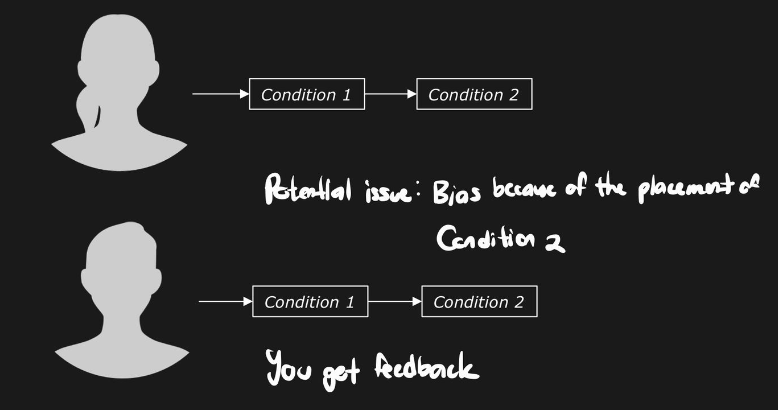 Condition 1 Condition 2
Potential issue: Bias because of the placement of
Condition 2
Condition 1 Condition 2
You get feedback